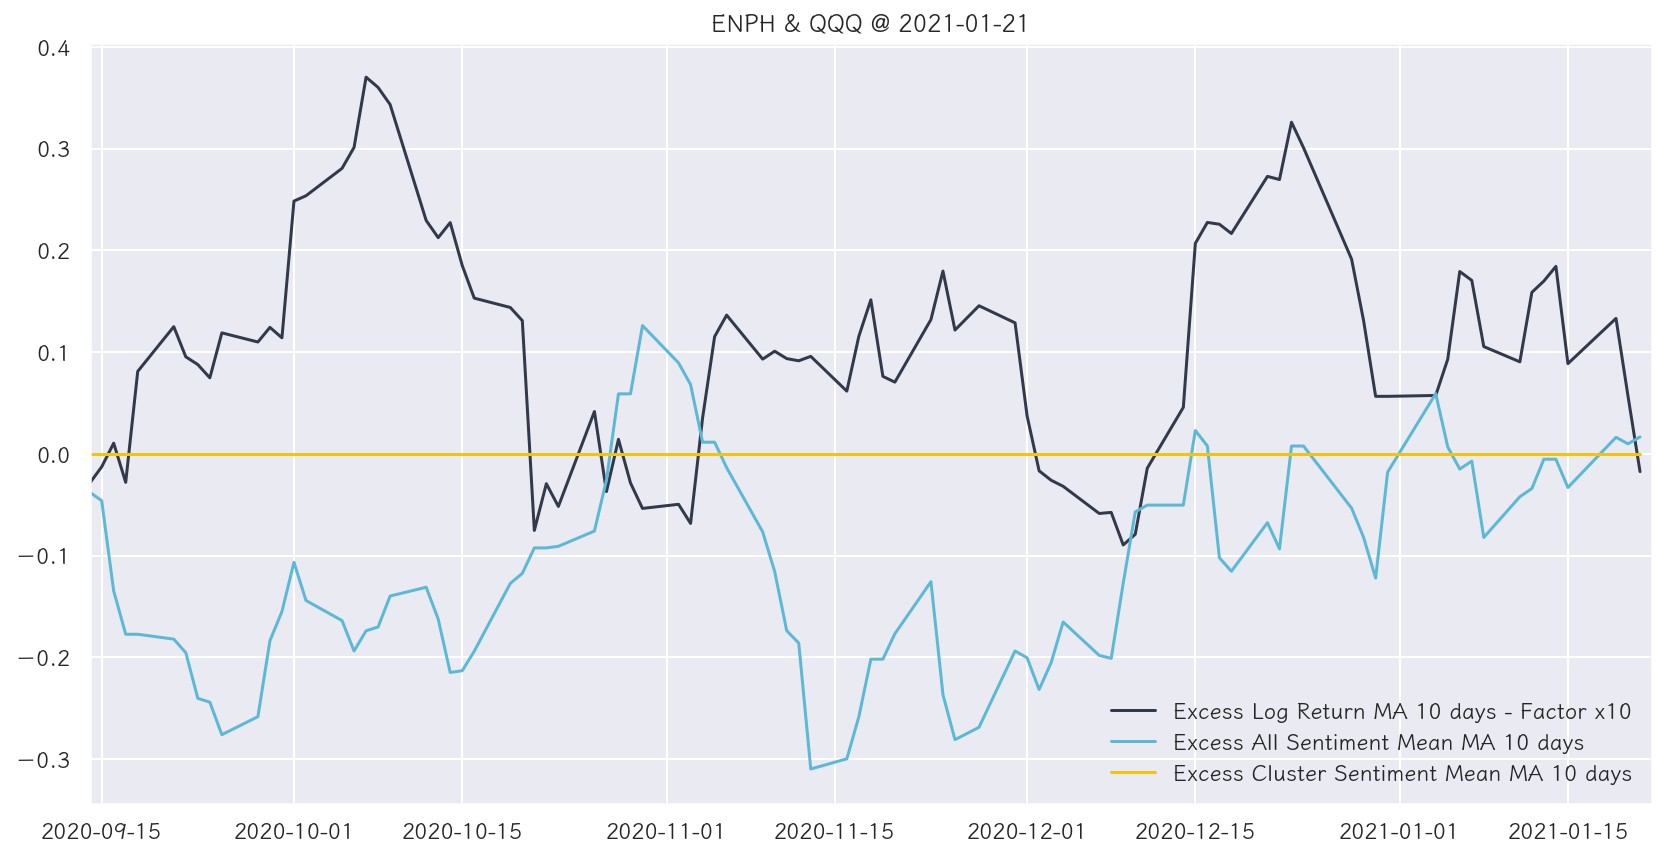 ENPH & QQQ @ 2021-01-21
0.4
0.3
0.2
0.1
0.0
−0.1
−0.2
−0.3
Excess Log Return MA 10 days - Factor x10
Excess All Sentiment Mean MA 10 days
Excess Cluster Sentiment Mean MA 10 days
2020-09-15 2020-10-01 2020-10-15 2020-11-01 2020-11-15 2020-12-01 2020-12-15 2021-01-01 2021-01-15